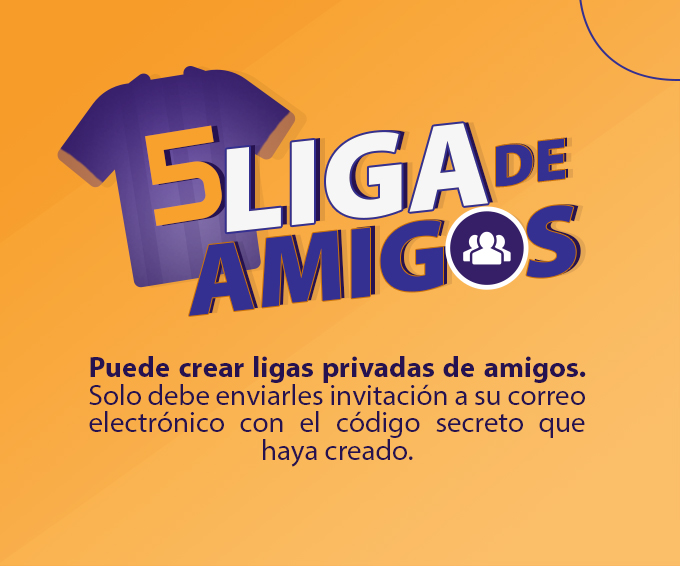 5
LIGA DE
AMIGOS
Puede crear ligas privadas de amigos.
Solo debe enviarles invitación a su correo
electrónico con el código secreto que
haya creado.